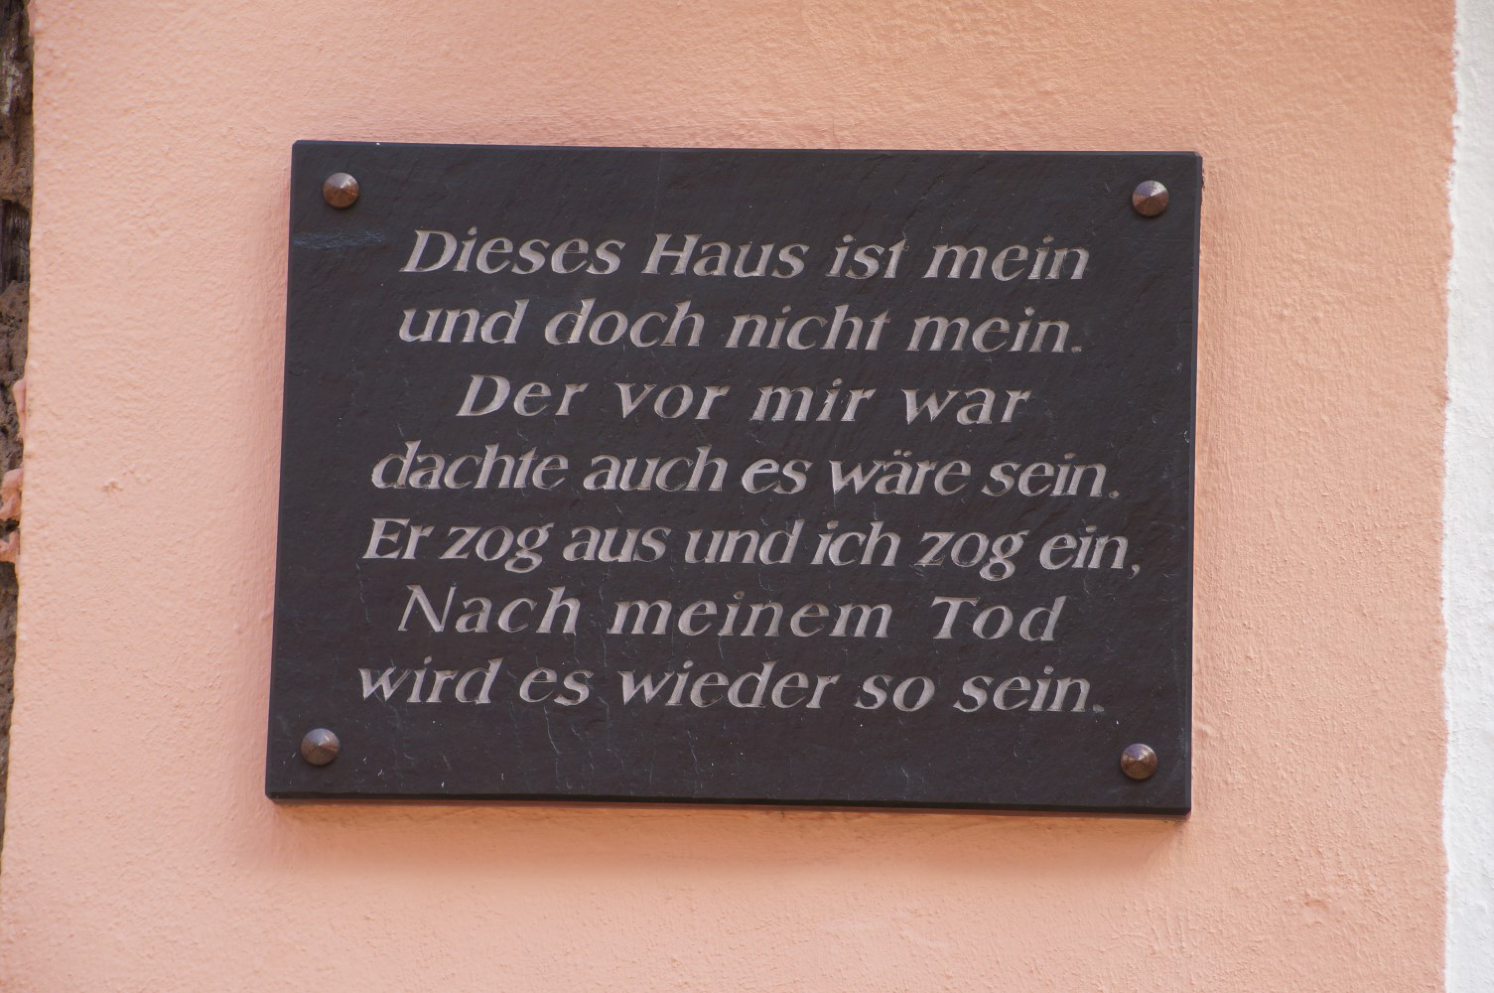 Dieses Haus ist mein
und doch nicht mein.
Der vor mir war
dachte auch es wäre sein.
Er zog aus und ich zog ein,
Nach meinem Tod
wird es wieder so sein.